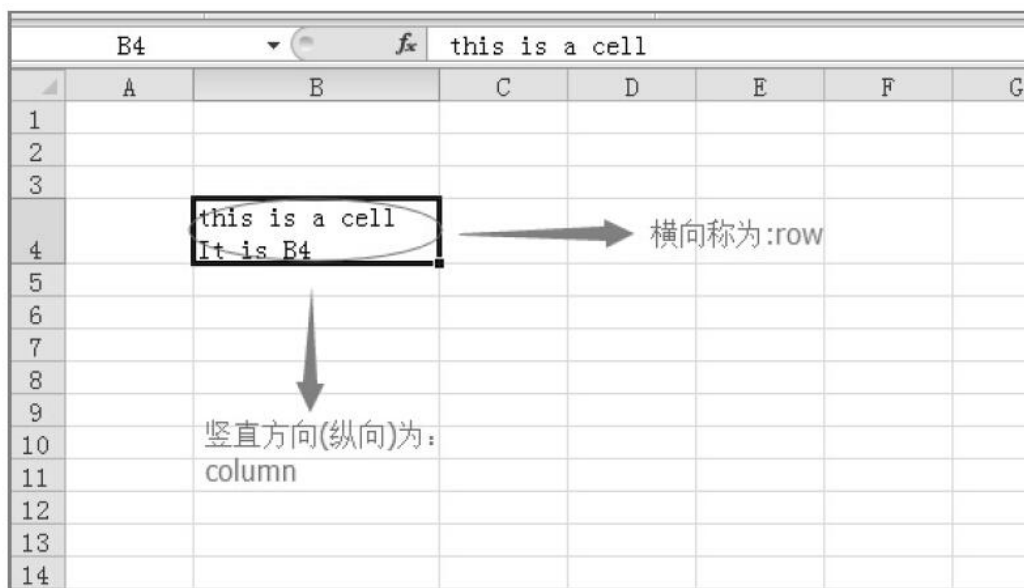 B4 fx this is a cell
A B C D E F G
1
2
3
this is a cell
横向称为:row
4 It is B4
5
6
7
8
9
竖直方向(纵向)为：
10
column
11
12
13
14